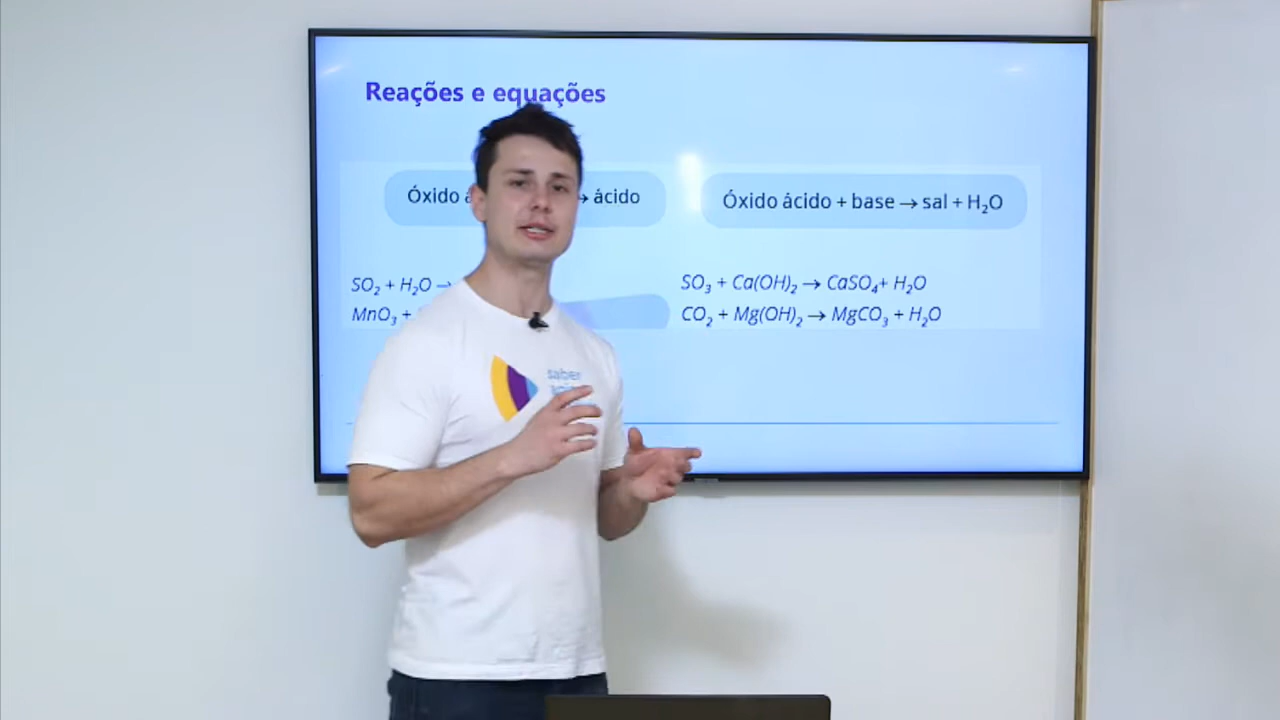 Reações e equações
Óxido → ácido
Óxido ácido + base → sal + H₂O
SO₂ + H₂O →
MnO₃ +
SO₃ + Ca(OH)₂ → CaSO₄+ H₂O
CO₂ + Mg(OH)₂ → MgCO₃ + H₂O
saber